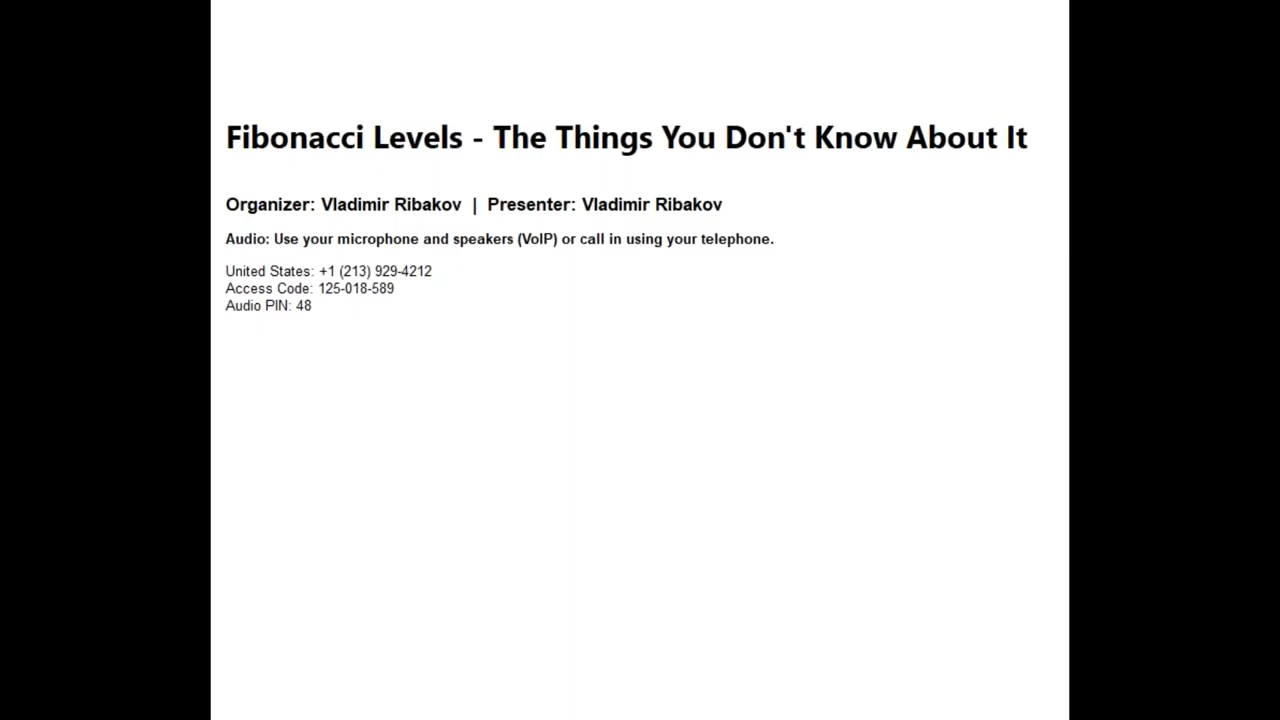 Fibonacci Levels - The Things You Don't Know About It
Organizer: Vladimir Ribakov | Presenter: Vladimir Ribakov
Audio: Use your microphone and speakers (VoIP) or call in using your telephone.
United States: +1 (213) 929-4212
Access Code: 125-018-589
Audio PIN: 48